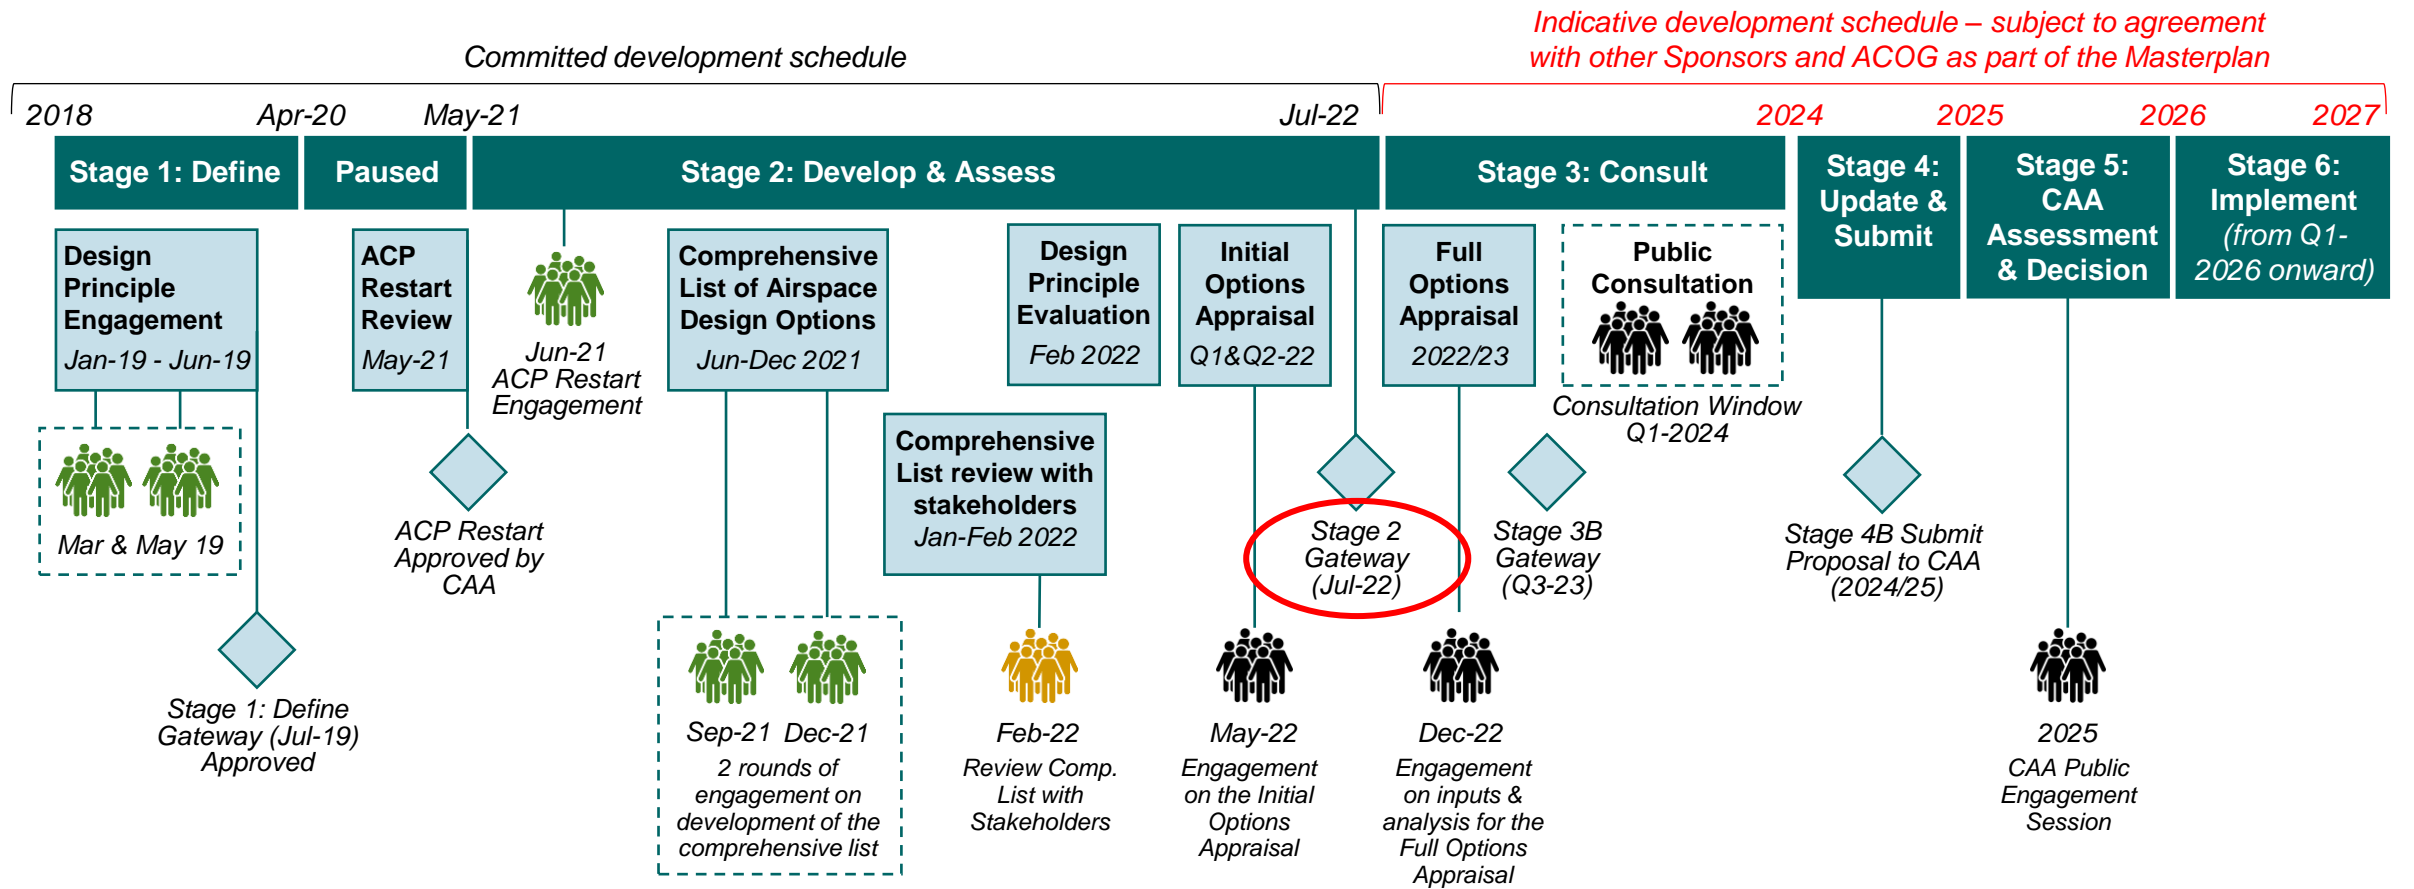 Indicative development schedule – subject to agreement
with other Sponsors and ACOG as part of the Masterplan
Committed development schedule
2018
Apr-20
May-21
Jul-22
2024
2025
2026
2027
Stage 1: Define
Paused
Stage 2: Develop & Assess
Stage 3: Consult
Stage 4:
Update &
Submit
Stage 5:
CAA
Assessment
& Decision
Stage 6:
Implement
(from Q1-
2026 onward)
Design
Principle
Engagement
Jan-19 - Jun-19
Mar & May 19
Stage 1: Define
Gateway (Jul-19)
Approved
ACP
Restart
Review
May-21
ACP Restart
Approved by
CAA
Jun-21
ACP Restart
Engagement
Comprehensive
List of Airspace
Design Options
Jun-Dec 2021
Sep-21
Dec-21
2 rounds of
engagement on
development of the
comprehensive list
Comprehensive
List review with
stakeholders
Jan-Feb 2022
Feb-22
Review Comp.
List with
Stakeholders
Design
Principle
Evaluation
Feb 2022
Initial
Options
Appraisal
Q1&Q2-22
May-22
Engagement
on the Initial
Options
Appraisal
Stage 2
Gateway
(Jul-22)
Full
Options
Appraisal
2022/23
Dec-22
Engagement
on inputs &
analysis for the
Full Options
Appraisal
Stage 3B
Gateway
(Q3-23)
Public
Consultation
Consultation Window
Q1-2024
Stage 4B Submit
Proposal to CAA
(2024/25)
2025
CAA Public
Engagement
Session